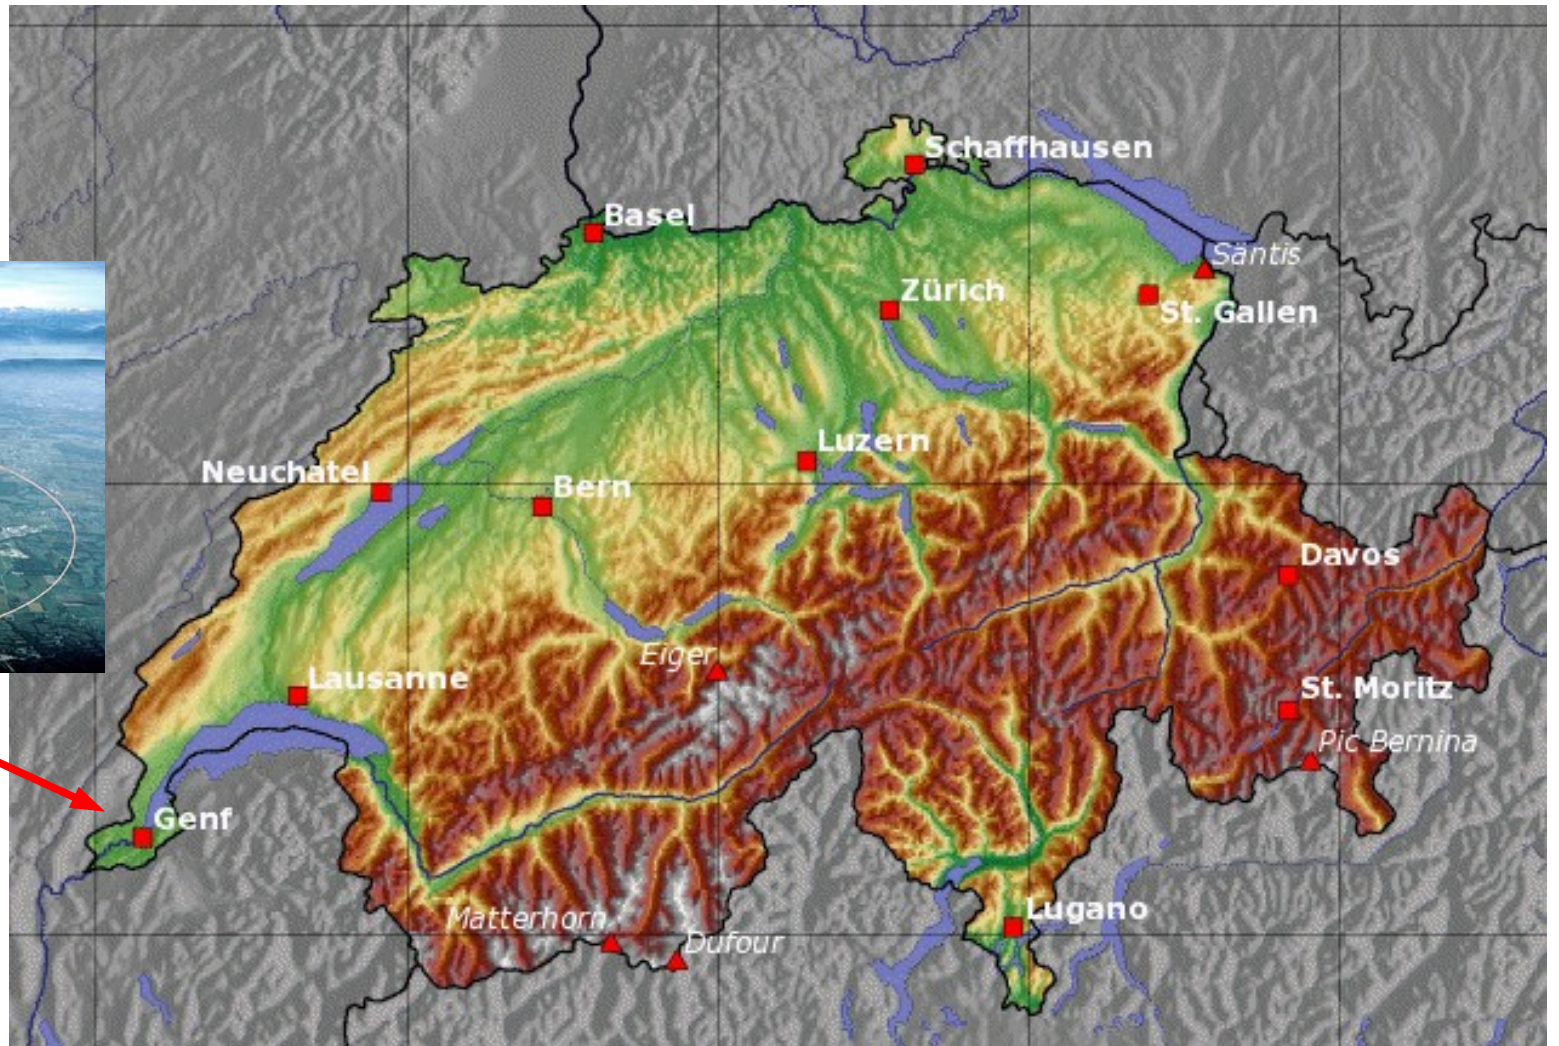 Schaffhausen
Basel
Säntis
Zürich
St. Gallen
Luzern
Neuchatel
Bern
Davos
Eiger
Lausanne
St. Moritz
Pic Bernina
Genf
Lugano
Matterhorn
Dufour